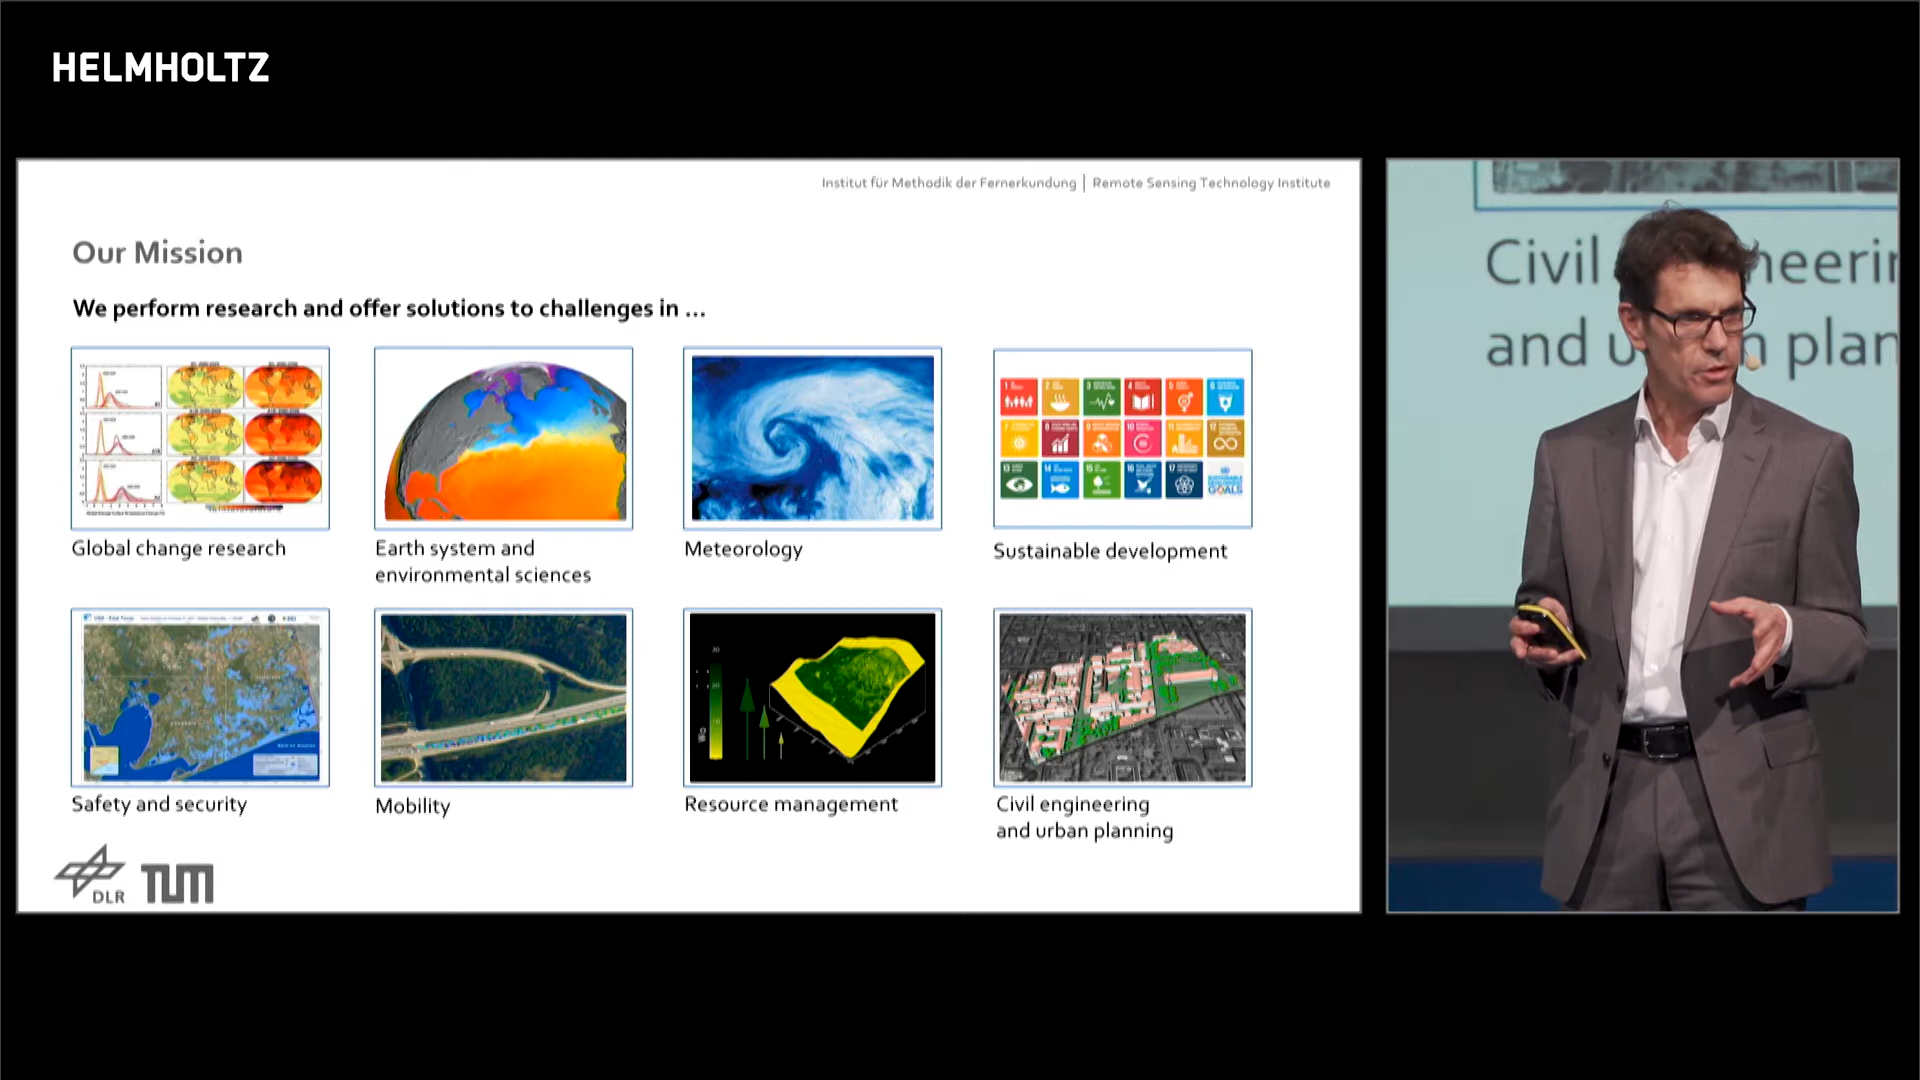 HELMHOLTZ
Institut für Methodik der Fernerkundung | Remote Sensing Technology Institute
Our Mission
We perform research and offer solutions to challenges in ...
Global change research
Earth system and
environmental sciences
Meteorology
Sustainable development
Safety and security
Mobility
Resource management
Civil engineering
and urban planning
DLR
TUM
Civil
and u n plan